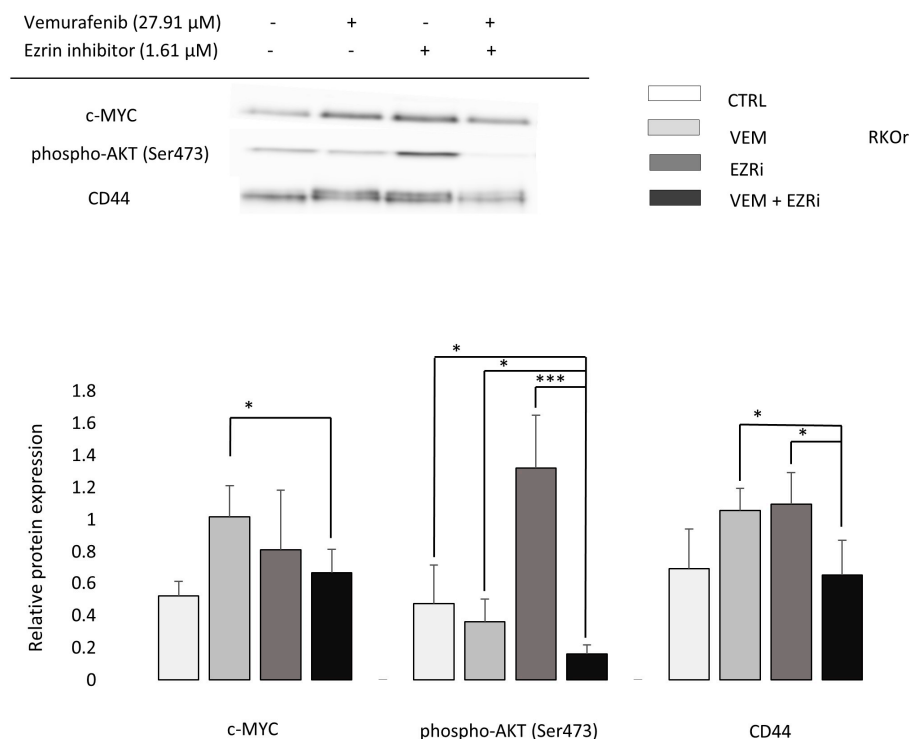 Vemurafenib (27.91 µM) - + - +
Ezrin inhibitor (1.61 µM) - - + +
c-MYC
phospho-AKT (Ser473)
CD44
CTRL
VEM
EZRi
VEM + EZRi
RKOr
Relative protein expression
1.8
1.6
1.4
1.2
1
0.8
0.6
0.4
0.2
0
*
*
*
***
*
*
c-MYC
phospho-AKT (Ser473)
CD44